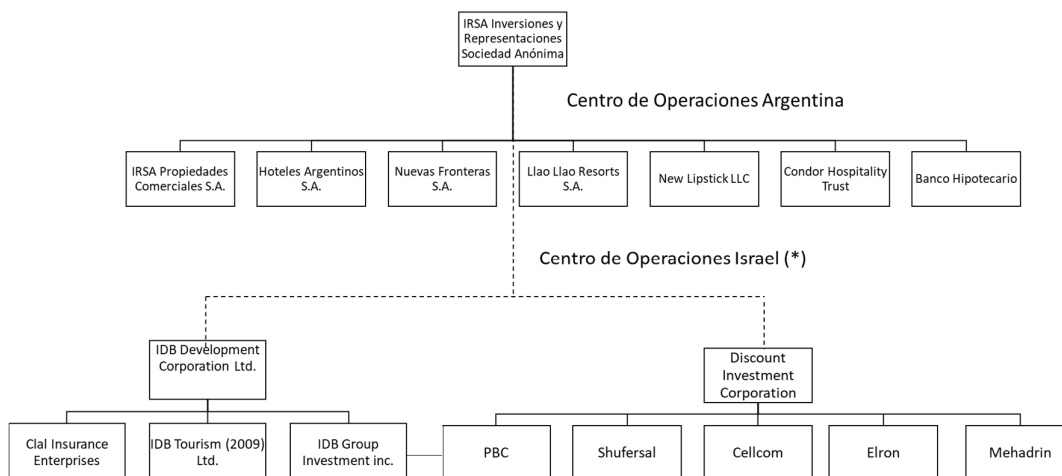 IRSA Inversiones y
Representaciones
Sociedad Anónima
Centro de Operaciones Argentina
IRSA Propiedades
Comerciales S.A.
Hoteles Argentinos
S.A.
Nuevas Fronteras
S.A.
Llao Llao Resorts
S.A.
New Lipstick LLC
Condor Hospitality
Trust
Banco Hipotecario
Centro de Operaciones Israel (*)
IDB Development
Corporation Ltd.
Discount
Investment
Corporation
Clal Insurance
Enterprises
IDB Tourism (2009)
Ltd.
IDB Group
Investment inc.
PBC
Shufersal
Cellcom
Elron
Mehadrin